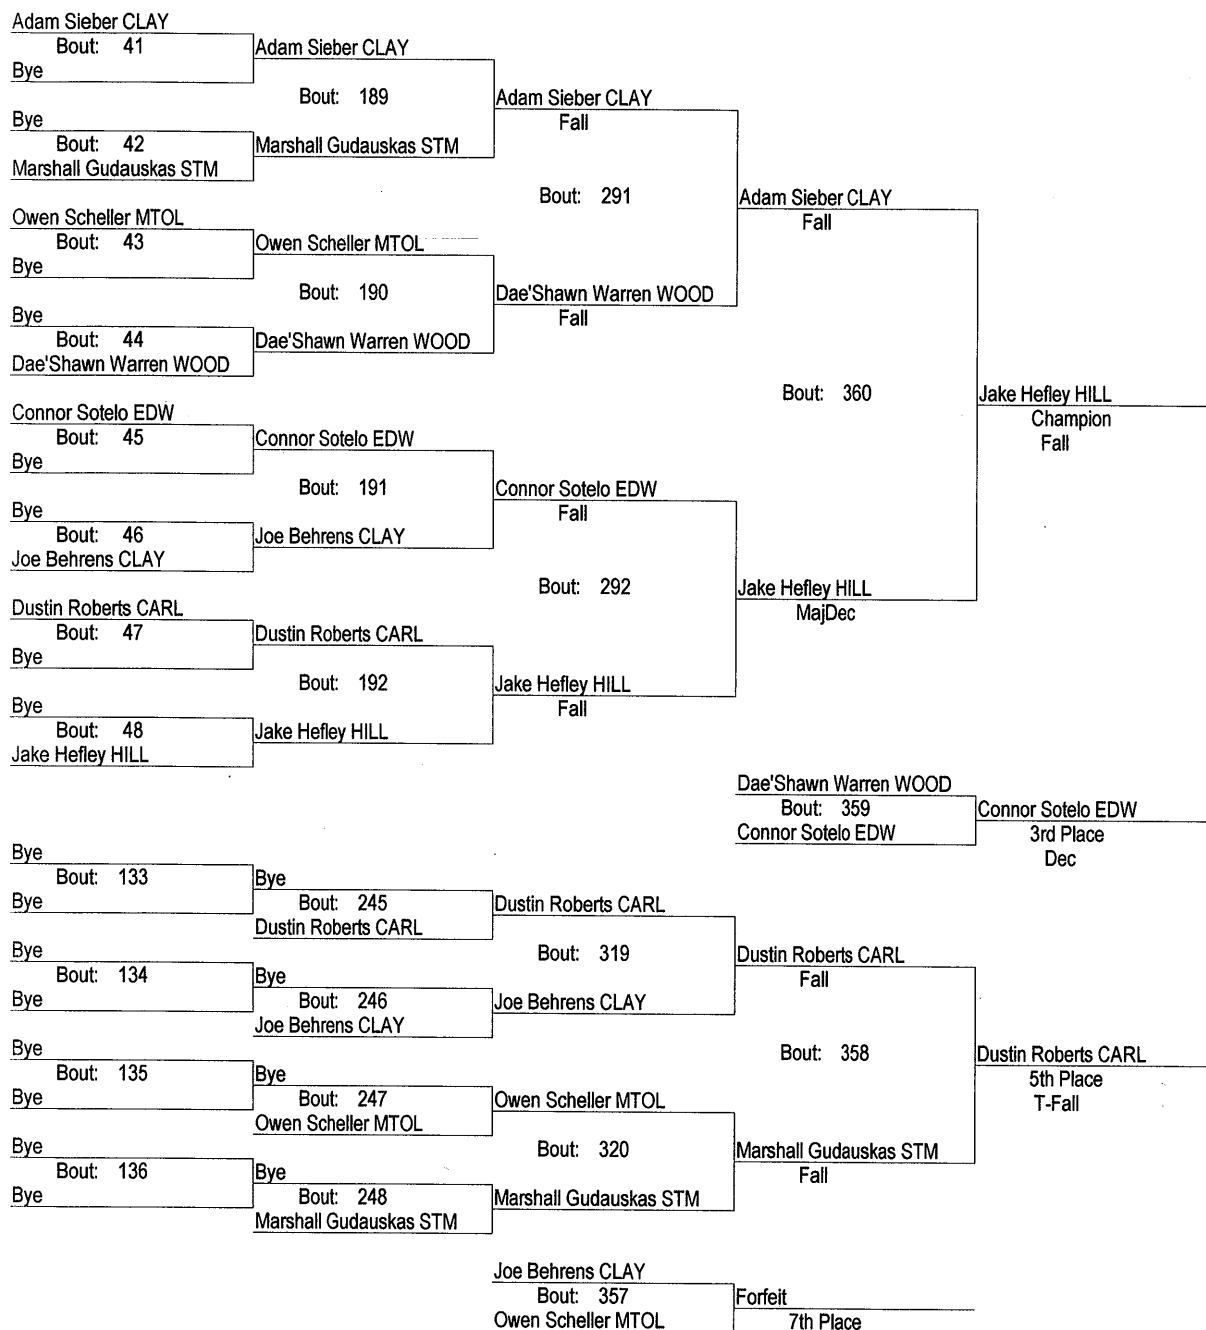 Adam Sieber CLAY
Bout: 41
Bye
Adam Sieber CLAY
Bout: 189
Bye
Bout: 42
Marshall Gudauskas STM
Marshall Gudauskas STM
Adam Sieber CLAY
Fall
Bout: 291
Owen Scheller MTOL
Bout: 43
Bye
Owen Scheller MTOL
Bout: 190
Bye
Bout: 44
Dae'Shawn Warren WOOD
Dae'Shawn Warren WOOD
Dae'Shawn Warren WOOD
Fall
Adam Sieber CLAY
Fall
Bout: 360
Connor Sotelo EDW
Bout: 45
Bye
Connor Sotelo EDW
Bout: 191
Bye
Bout: 46
Joe Behrens CLAY
Joe Behrens CLAY
Connor Sotelo EDW
Fall
Bout: 292
Dustin Roberts CARL
Bout: 47
Bye
Dustin Roberts CARL
Bout: 192
Bye
Bout: 48
Jake Hefley HILL
Jake Hefley HILL
Jake Hefley HILL
Fall
Jake Hefley HILL
MajDec
Jake Hefley HILL
Champion
Fall
Dae'Shawn Warren WOOD
Bout: 359
Connor Sotelo EDW
Connor Sotelo EDW
3rd Place
Dec
Bye
Bout: 133
Bye
Bye
Bout: 245
Dustin Roberts CARL
Dustin Roberts CARL
Bout: 319
Bye
Bout: 134
Bye
Bye
Bout: 246
Joe Behrens CLAY
Joe Behrens CLAY
Dustin Roberts CARL
Fall
Bout: 358
Bye
Bout: 135
Bye
Bye
Bout: 247
Owen Scheller MTOL
Owen Scheller MTOL
Bout: 320
Bye
Bout: 136
Bye
Bye
Bout: 248
Marshall Gudauskas STM
Marshall Gudauskas STM
Marshall Gudauskas STM
Fall
Dustin Roberts CARL
5th Place
T-Fall
Joe Behrens CLAY
Bout: 357
Owen Scheller MTOL
Forfeit
7th Place